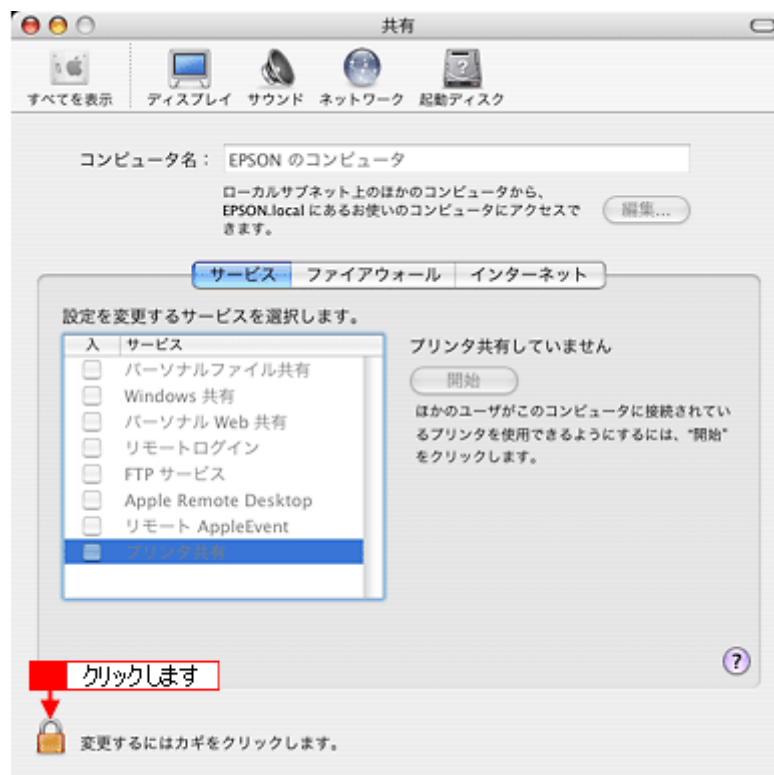 共有
すべてを表示 ディスプレイ サウンド ネットワーク 起動ディスク
コンピュータ名： EPSON のコンピュータ
ローカルサブネット上のほかのコンピュータから、
EPSON.local にあるお使いのコンピュータにアクセスで
きます。
編集...
サービス ファイアウォール インターネット
設定を変更するサービスを選択します。
入 サービス
パーソナルファイル共有
Windows 共有
パーソナル Web 共有
リモートログイン
FTP サービス
Apple Remote Desktop
リモート AppleEvent
プリンタ共有
プリンタ共有していません
開始
ほかのユーザがこのコンピュータに接続されてい
るプリンタを使用できるようにするには、“開始”
をクリックします。
?
クリックします
変更するにはカギをクリックします。